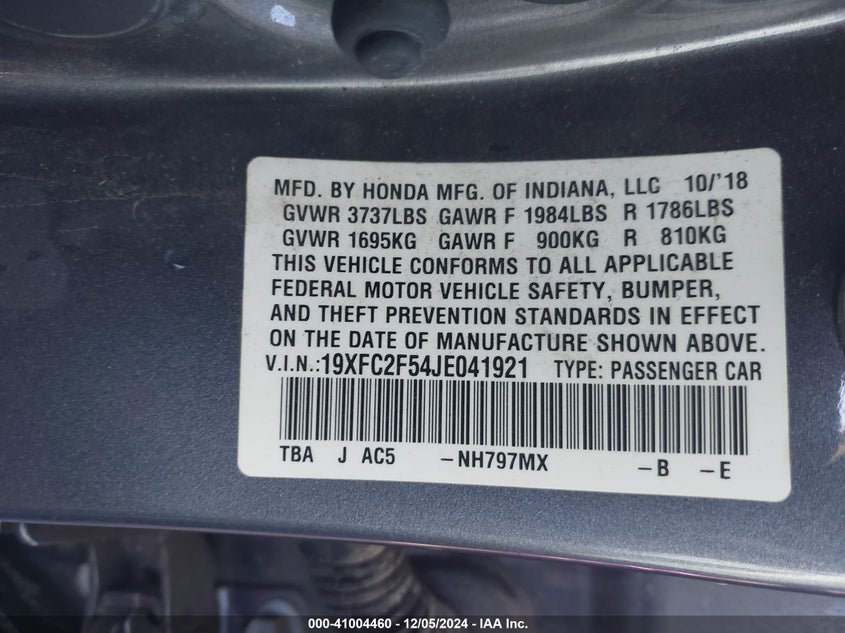 MFD. BY HONDA MFG. OF INDIANA, LLC 10/'18
GVWR 3737LBS GAWR F 1984LBS R 1786LBS
GVWR 1695KG GAWR F 900KG R 810KG
THIS VEHICLE CONFORMS TO ALL APPLICABLE
FEDERAL MOTOR VEHICLE SAFETY, BUMPER,
AND THEFT PREVENTION STANDARDS IN EFFECT
ON THE DATE OF MANUFACTURE SHOWN ABOVE.
V.I.N.:19XFC2F54JE041921 TYPE: PASSENGER CAR
TBA J AC5 –NH797MX –B –E
000-41004460 - 12/05/2024 - IAA Inc.